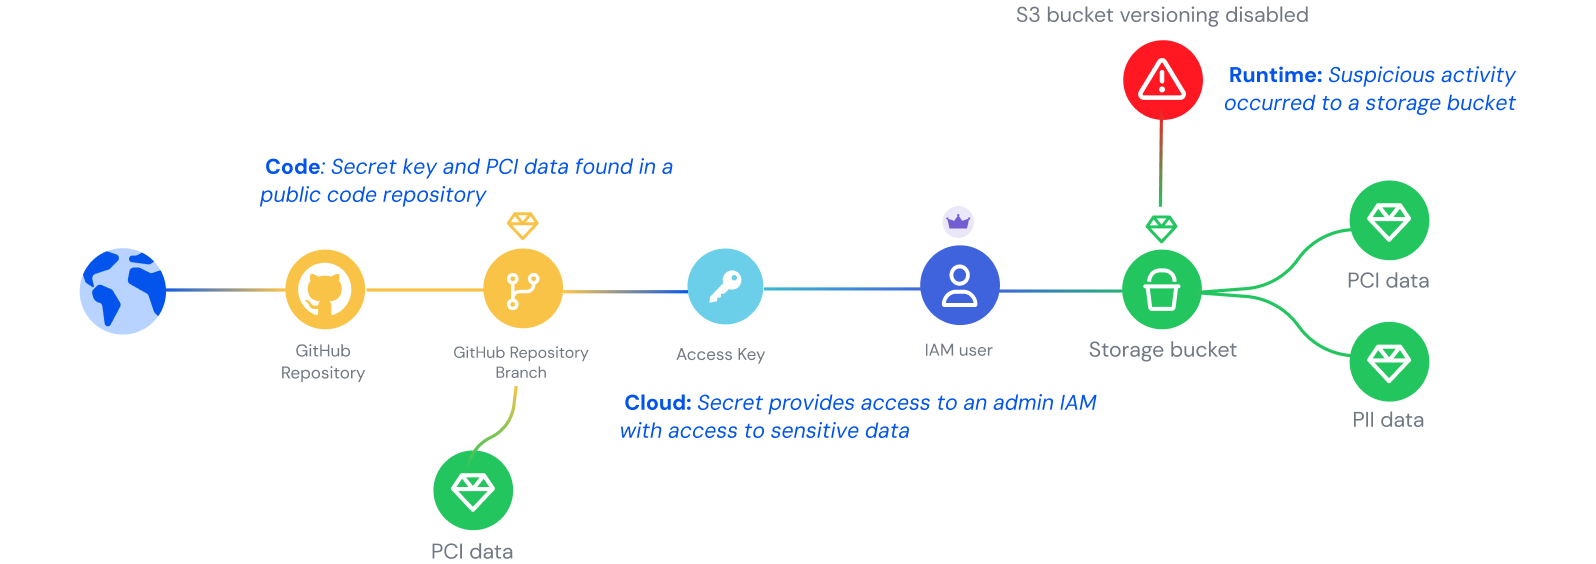 S3 bucket versioning disabled
Runtime: Suspicious activity
occurred to a storage bucket
Code: Secret key and PCI data found in a
public code repository
PCI data
GitHub
Repository
GitHub Repository
Branch
Access Key
IAM user
Storage bucket
Cloud: Secret provides access to an admin IAM
with access to sensitive data
PII data
PCI data